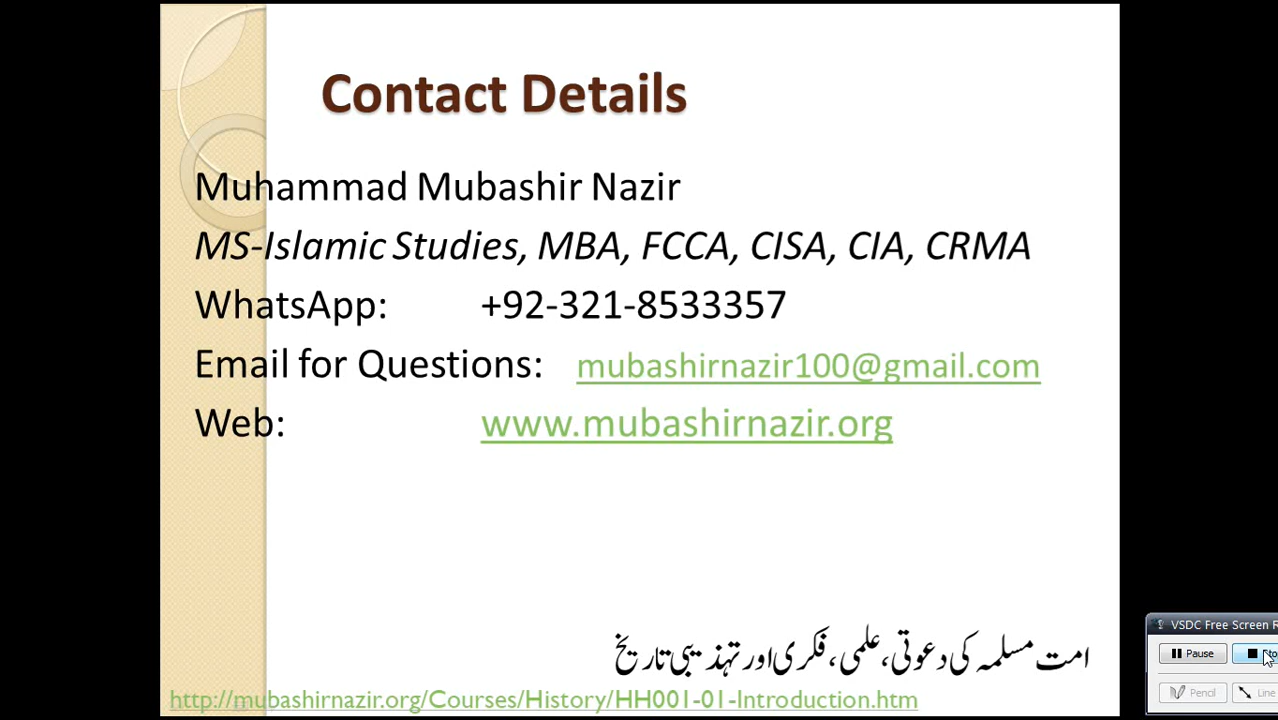 Contact Details
Muhammad Mubashir Nazir
MS-Islamic Studies, MBA, FCCA, CISA, CIA, CRMA
WhatsApp: +92-321-8533357
Email for Questions: mubashirnazir100@gmail.com
Web: www.mubashirnazir.org
امت مسلمہ کی دعوتی، علمی، فکری اور تہذیبی تاریخ
http://mubashirnazir.org/Courses/History/HH001-01-Introduction.htm
VSDC Free Screen R
Pause
Pencil
Line